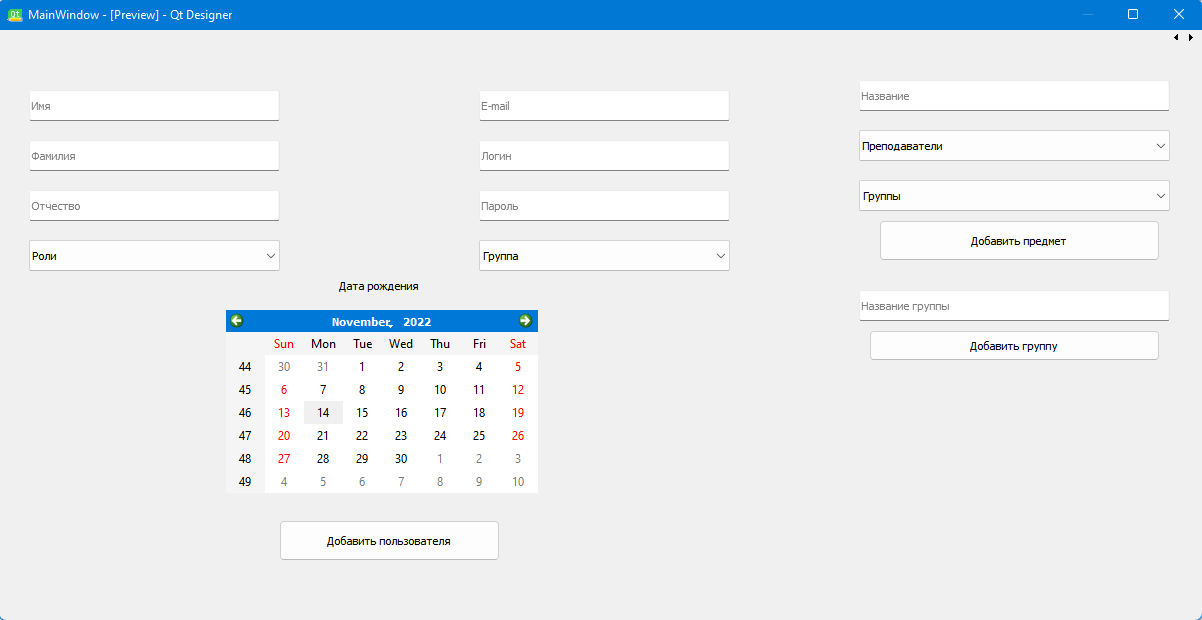 MainWindow - [Preview] - Qt Designer
Имя
Фамилия
Отчество
Роли
E-mail
Логин
Пароль
Группа
Дата рождения
November, 2022
Sun Mon Tue Wed Thu Fri Sat
44 30 31 1 2 3 4 5
45 6 7 8 9 10 11 12
46 13 14 15 16 17 18 19
47 20 21 22 23 24 25 26
48 27 28 29 30 1 2 3
49 4 5 6 7 8 9 10
Добавить пользователя
Название
Преподаватели
Группы
Добавить предмет
Название группы
Добавить группу